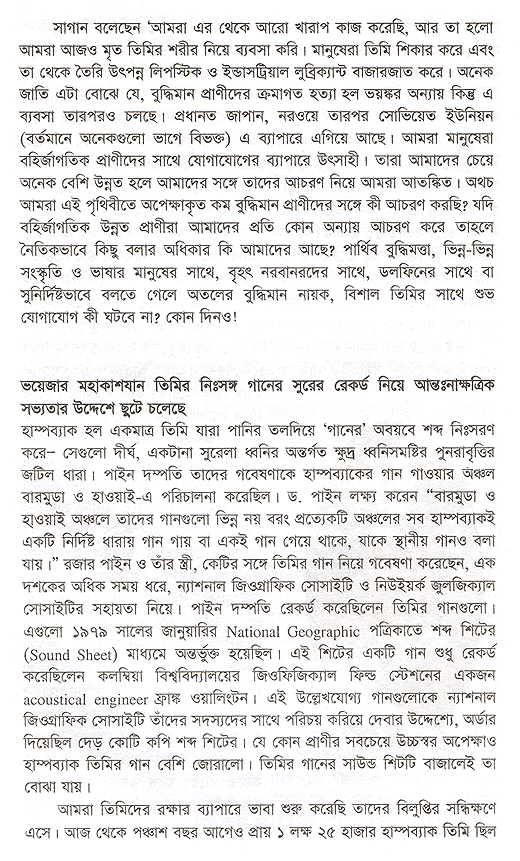 সাগান বলেছেন 'আমরা এর থেকে আরো খারাপ কাজ করেছি, আর তা হলো
আমরা আজও মৃত তিমির শরীর নিয়ে ব্যবসা করি। মানুষেরা তিমি শিকার করে এবং
তা থেকে তৈরি উৎপন্ন লিপস্টিক ও ইন্ডাসট্রিয়াল লুব্রিক্যান্ট বাজারজাত করে। অনেক
জাতি এটা বোঝে যে, বুদ্ধিমান প্রাণীদের ক্রমাগত হত্যা হল ভয়ঙ্কর অন্যায় কিন্তু এ
ব্যবসা তারপরও চলছে। প্রধানত জাপান, নরওয়ে তারপর সোভিয়েত ইউনিয়ন
(বর্তমানে অনেকগুলো ভাগে বিভক্ত) এ ব্যাপারে এগিয়ে আছে। আমরা মানুষেরা
বহির্জাগতিক প্রাণীদের সাথে যোগাযোগের ব্যাপারে উৎসাহী। তারা আমাদের চেয়ে
অনেক বেশি উন্নত হলে আমাদের সঙ্গে তাদের আচরণ নিয়ে আমরা আতঙ্কিত। অথচ
আমরা এই পৃথিবীতে অপেক্ষাকৃত কম বুদ্ধিমান প্রাণীদের সঙ্গে কী আচরণ করছি? যদি
বহির্জাগতিক উন্নত প্রাণীরা আমাদের প্রতি কোন অন্যায় আচরণ করে তাহলে
নৈতিকভাবে কিছু বলার অধিকার কি আমাদের আছে? পার্থিব বুদ্ধিমত্তা, ভিন্ন-ভিন্ন
সংস্কৃতি ও ভাষার মানুষের সাথে, বৃহৎ নরবানরদের সাথে, ডলফিনের সাথে বা
সুনির্দিষ্টভাবে বলতে গেলে অতলের বুদ্ধিমান নায়ক, বিশাল তিমির সাথে শুভ
যোগাযোগ কী ঘটবে না? কোন দিনও!
ভয়েজার মহাকাশযান তিমির নিঃসঙ্গ গানের সুরের রেকর্ড নিয়ে আন্তঃনাক্ষত্রিক
সভ্যতার উদ্দেশে ছুটে চলেছে
হাম্পব্যাক হল একমাত্র তিমি যারা পানির তলদিয়ে 'গানের' অবয়বে শব্দ নিঃসরণ
করে– সেগুলো দীর্ঘ, একটানা সুরেলা ধ্বনির অন্তর্গত ক্ষুদ্র ধ্বনিসমষ্টির পুনরাবৃত্তির
জটিল ধারা। পাইন দম্পতি তাদের গবেষণাকে হাম্পব্যাকের গান গাওয়ার অঞ্চল
বারমুডা ও হাওয়াই-এ পরিচালনা করেছিল। ড. পাইন লক্ষ্য করেন "বারমুডা ও
হাওয়াই অঞ্চলে তাদের গানগুলো ভিন্ন নয় বরং প্রত্যেকটি অঞ্চলের সব হাম্পব্যাকই
একটি নির্দিষ্ট ধারায় গান গায় বা একই গান গেয়ে থাকে, যাকে স্থানীয় গানও বলা
যায়।" রজার পাইন ও তাঁর স্ত্রী, কেটির সঙ্গে তিমির গান নিয়ে গবেষণা করেছেন, এক
দশকের অধিক সময় ধরে, ন্যাশনাল জিওগ্রাফিক সোসাইটি ও নিউইয়র্ক জুলজিক্যাল
সোসাইটির সহায়তা নিয়ে। পাইন দম্পতি রেকর্ড করেছিলেন তিমির গানগুলো।
এগুলো ১৯৭৯ সালের জানুয়ারির National Geographic পত্রিকাতে শব্দ শিটের
(Sound Sheet) মাধ্যমে অন্তর্ভুক্ত হয়েছিল। এই শিটের একটি গান শুধু রেকর্ড
করেছিলেন কলম্বিয়া বিশ্ববিদ্যালয়ের জিওফিজিক্যাল ফিল্ড স্টেশনের একজন
acoustical engineer ফ্রাঙ্ক ওয়ালিংটন। এই উল্লেখযোগ্য গানগুলোকে ন্যাশনাল
জিওগ্রাফিক সোসাইটি তাঁদের সদস্যদের সাথে পরিচয় করিয়ে দেবার উদ্দেশ্যে, অর্ডার
দিয়েছিল দেড় কোটি কপি শব্দ শিটের। যে কোন প্রাণীর সবচেয়ে উচ্চস্বর অপেক্ষাও
হাম্পব্যাক তিমির গান বেশি জোরালো। তিমির গানের সাউন্ড শিটটি বাজালেই তা
বোঝা যায়।
আমরা তিমিদের রক্ষার ব্যাপারে ভাবা শুরু করেছি তাদের বিলুপ্তির সন্ধিক্ষণে
এসে। আজ থেকে পঞ্চাশ বছর আগেও প্রায় ১ লক্ষ ২৫ হাজার হাম্পব্যাক তিমি ছিল